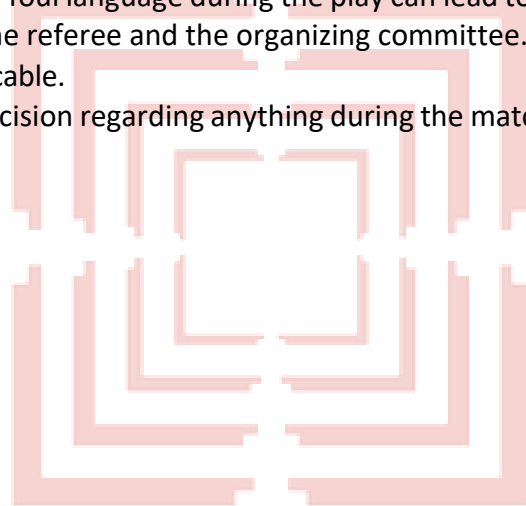 Foul language during the play can lead to
he referee and the organizing committee.
cable.
cision regarding anything during the matc